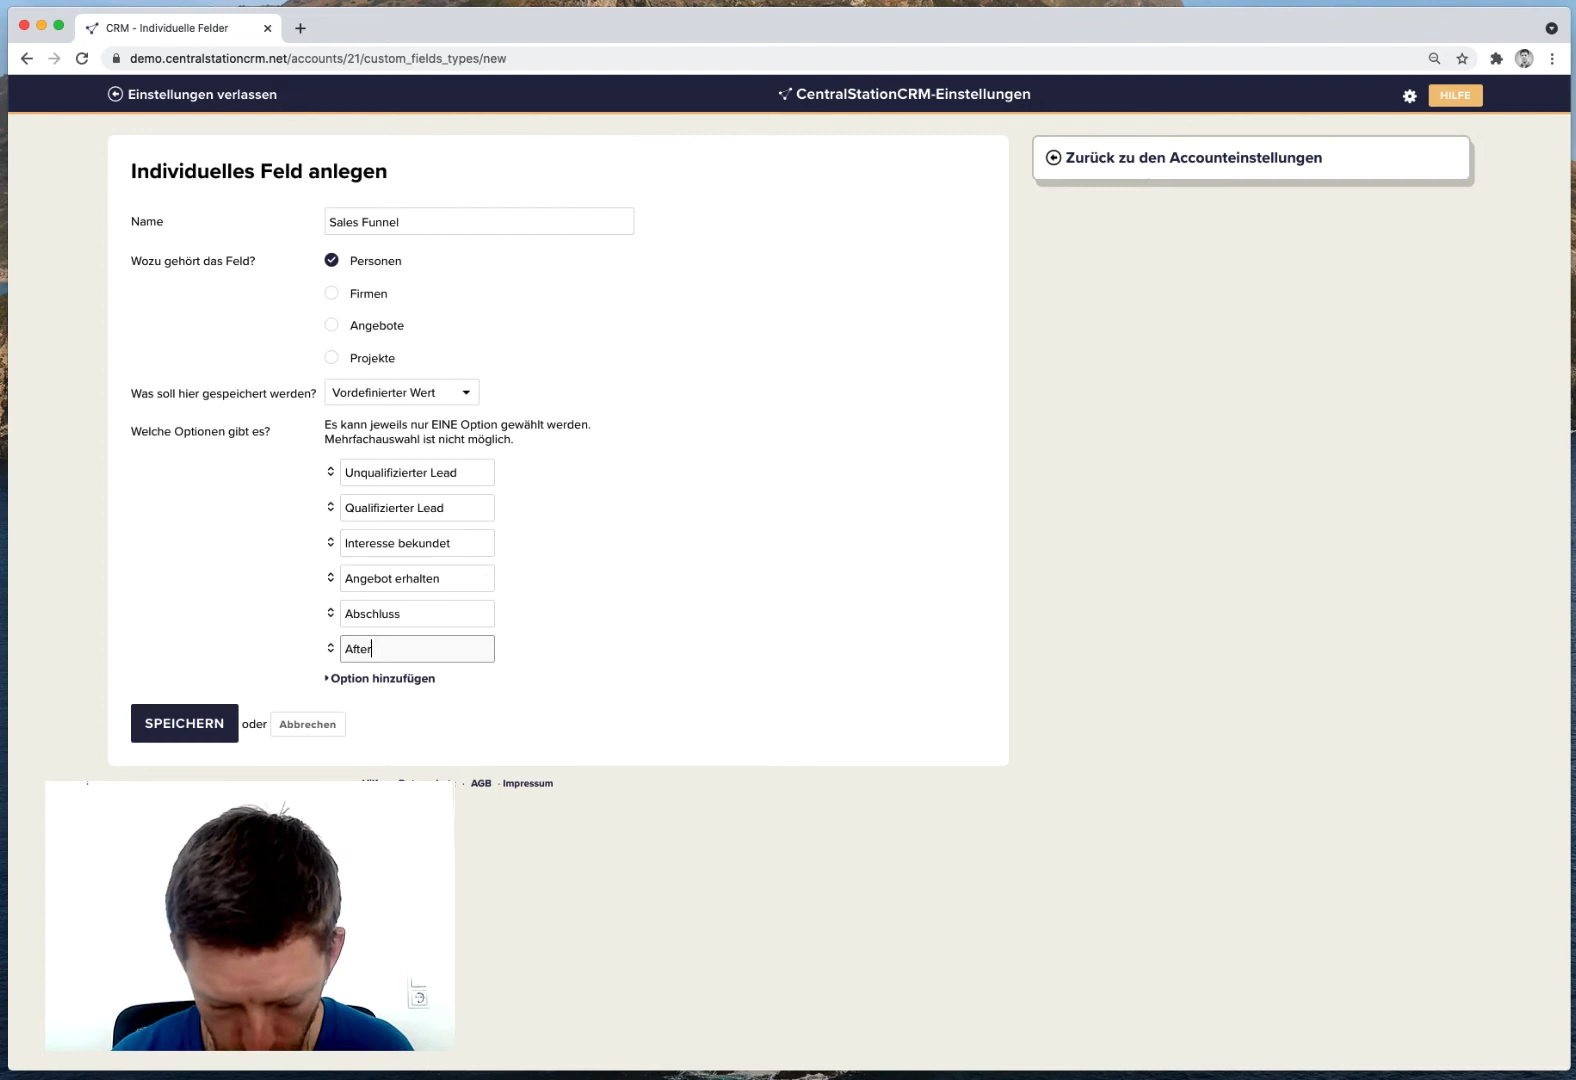 CRM - Individuelle Felder
demo.centralstationcrm.net/accounts/21/custom_fields_types/new
Einstellungen verlassen
CentralStationCRM-Einstellungen
HILFE
Individuelles Feld anlegen
Zurück zu den Accounteinstellungen
Name
Sales Funnel
Wozu gehört das Feld?
Personen
Firmen
Angebote
Projekte
Was soll hier gespeichert werden?
Vordefinierter Wert
Welche Optionen gibt es?
Es kann jeweils nur EINE Option gewählt werden.
Mehrfachauswahl ist nicht möglich.
Unqualifizierter Lead
Qualifizierter Lead
Interesse bekundet
Angebot erhalten
Abschluss
After
Option hinzufügen
SPEICHERN oder Abbrechen
· AGB · Impressum